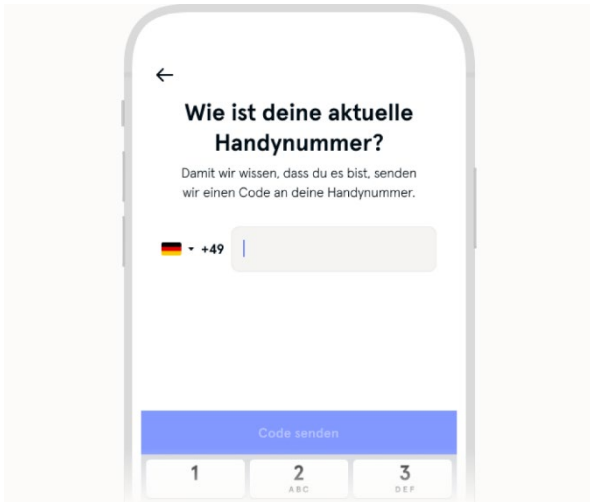 Wie ist deine aktuelle
Handynummer?
Damit wir wissen, dass du es bist, senden
wir einen Code an deine Handynummer.
+49
Code senden
1 2 3
ABC DEF